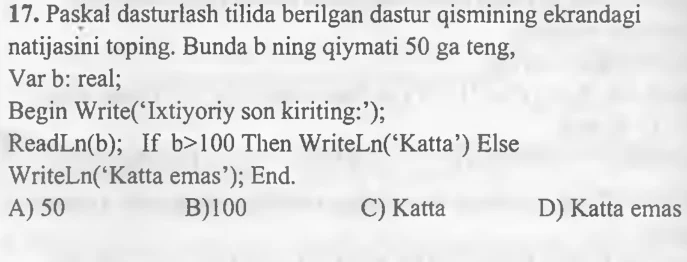 17. Paskal dasturlash tilida berilgan dastur qismining ekrandagi
natijasini toping. Bunda b ning qiymati 50 ga teng,
Var b: real;
Begin Write(‘Ixtiyoriy son kiriting:’);
ReadLn(b); If b>100 Then WriteLn(‘Katta’) Else
WriteLn(‘Katta emas’); End.
A) 50 B)100 C) Katta D) Katta emas